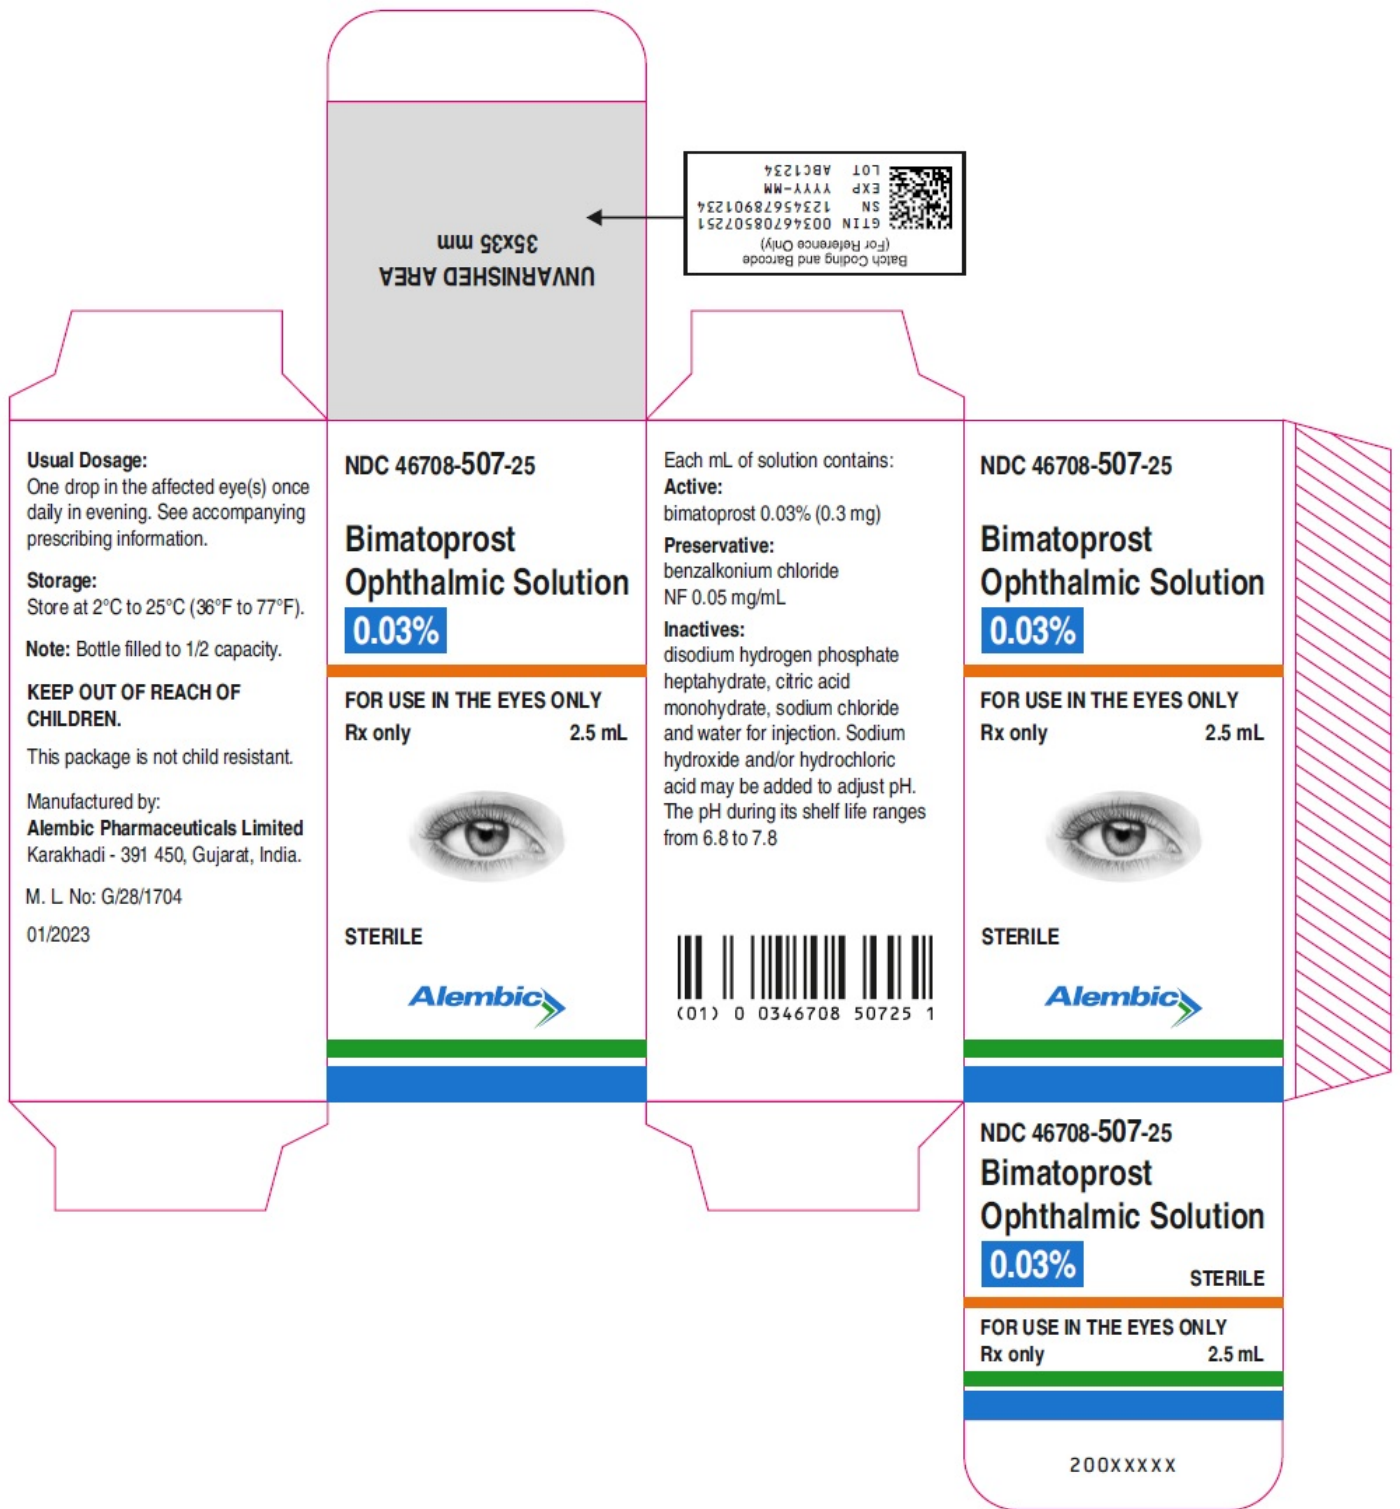 UNVARNISHED AREA
35x35 mm
Batch Coding and Barcode
(For Reference Only)
GTIN 00346708507251
SN 12345678901234
EXP YYYY-MM
LOT ABC1234
Usual Dosage:
One drop in the affected eye(s) once
daily in evening. See accompanying
prescribing information.
Storage:
Store at 2°C to 25°C (36°F to 77°F).
Note: Bottle filled to 1/2 capacity.
KEEP OUT OF REACH OF
CHILDREN.
This package is not child resistant.
Manufactured by:
Alembic Pharmaceuticals Limited
Karakhadi - 391 450, Gujarat, India.
M. L. No: G/28/1704
01/2023
NDC 46708-507-25
Bimatoprost
Ophthalmic Solution
0.03%
FOR USE IN THE EYES ONLY
Rx only 2.5 mL
STERILE
Alembic
Each mL of solution contains:
Active:
bimatoprost 0.03% (0.3 mg)
Preservative:
benzalkonium chloride
NF 0.05 mg/mL
Inactives:
disodium hydrogen phosphate
heptahydrate, citric acid
monohydrate, sodium chloride
and water for injection. Sodium
hydroxide and/or hydrochloric
acid may be added to adjust pH.
The pH during its shelf life ranges
from 6.8 to 7.8
(01) 0 0346708 50725 1
NDC 46708-507-25
Bimatoprost
Ophthalmic Solution
0.03%
FOR USE IN THE EYES ONLY
Rx only 2.5 mL
STERILE
Alembic
NDC 46708-507-25
Bimatoprost
Ophthalmic Solution
0.03% STERILE
FOR USE IN THE EYES ONLY
Rx only 2.5 mL
200XXXXX